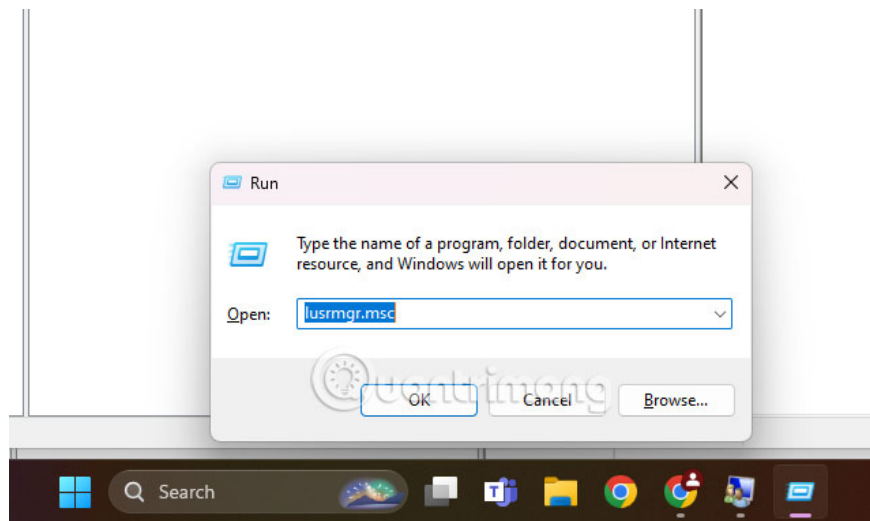 Run
Type the name of a program, folder, document, or Internet
resource, and Windows will open it for you.
Open:
lusrmgr.msc
Quantrimang
OK
Cancel
Browse...
Search